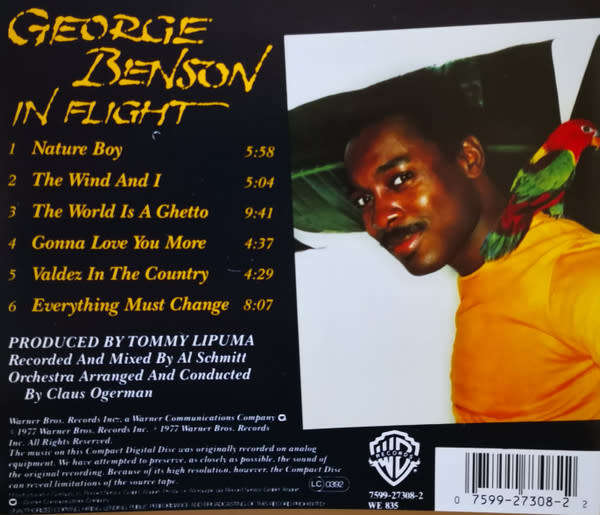 GEORGE
BENSON
IN FLIGHT
1 Nature Boy 5:58
2 The Wind And I 5:04
3 The World Is A Ghetto 9:41
4 Gonna Love You More 4:37
5 Valdez In The Country 4:29
6 Everything Must Change 8:07
PRODUCED BY TOMMY LIPUMA
Recorded And Mixed By Al Schmitt
Orchestra Arranged And Conducted
By Claus Ogerman
Warner Bros. Records Inc., a Warner Communications Company
©1977 Warner Bros. Records Inc. · 1977 Warner Bros. Records
Inc. All Rights Reserved.
The music on this Compact Digital Disc was originally recorded on analog
equipment. We have attempted to preserve, as closely as possible, the sound of
the original recording. Because of its high resolution, however, the Compact Disc
can reveal limitations of the source tape.
LC 0392
WB
RECORDS
7599-27308-2
WE 835
0 7599-27308-2 2